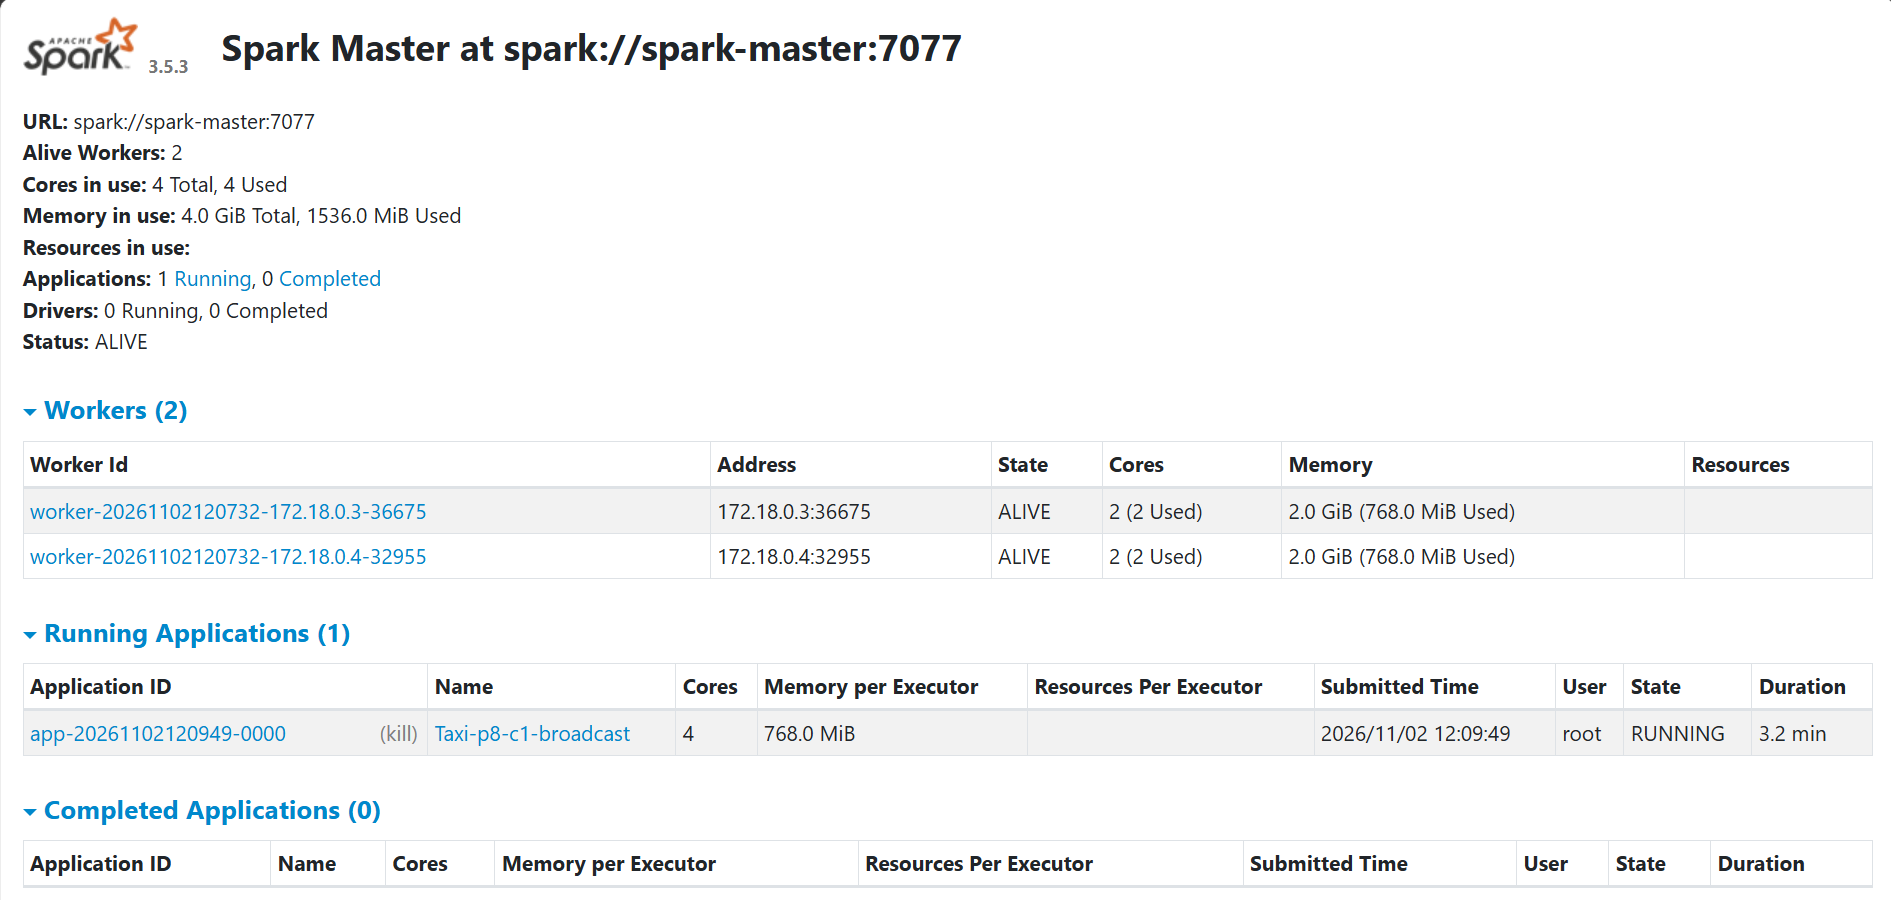 APACHE
Spark 3.5.3 Spark Master at spark://spark-master:7077
URL: spark://spark-master:7077
Alive Workers: 2
Cores in use: 4 Total, 4 Used
Memory in use: 4.0 GiB Total, 1536.0 MiB Used
Resources in use:
Applications: 1 Running, 0 Completed
Drivers: 0 Running, 0 Completed
Status: ALIVE
Workers (2)
Worker Id Address State Cores Memory Resources
worker-20261102120732-172.18.0.3-36675 172.18.0.3:36675 ALIVE 2 (2 Used) 2.0 GiB (768.0 MiB Used)
worker-20261102120732-172.18.0.4-32955 172.18.0.4:32955 ALIVE 2 (2 Used) 2.0 GiB (768.0 MiB Used)
Running Applications (1)
Application ID Name Cores Memory per Executor Resources Per Executor Submitted Time User State Duration
app-20261102120949-0000 (kill) Taxi-p8-c1-broadcast 4 768.0 MiB 2026/11/02 12:09:49 root RUNNING 3.2 min
Completed Applications (0)
Application ID Name Cores Memory per Executor Resources Per Executor Submitted Time User State Duration